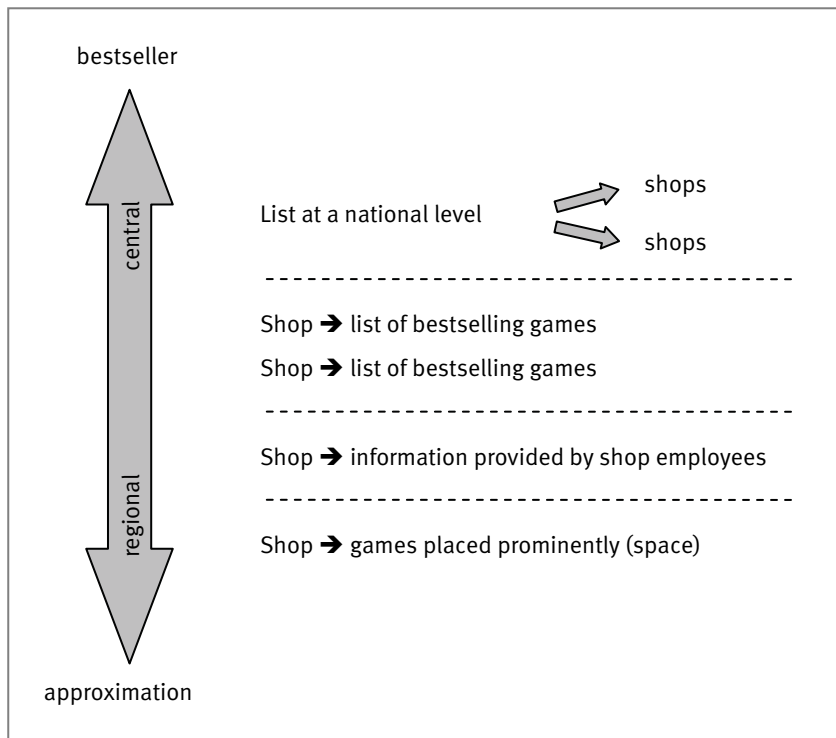 bestseller
central
List at a national level
shops
shops
Shop ➔ list of bestselling games
Shop ➔ list of bestselling games
Shop ➔ information provided by shop employees
regional
Shop ➔ games placed prominently (space)
approximation